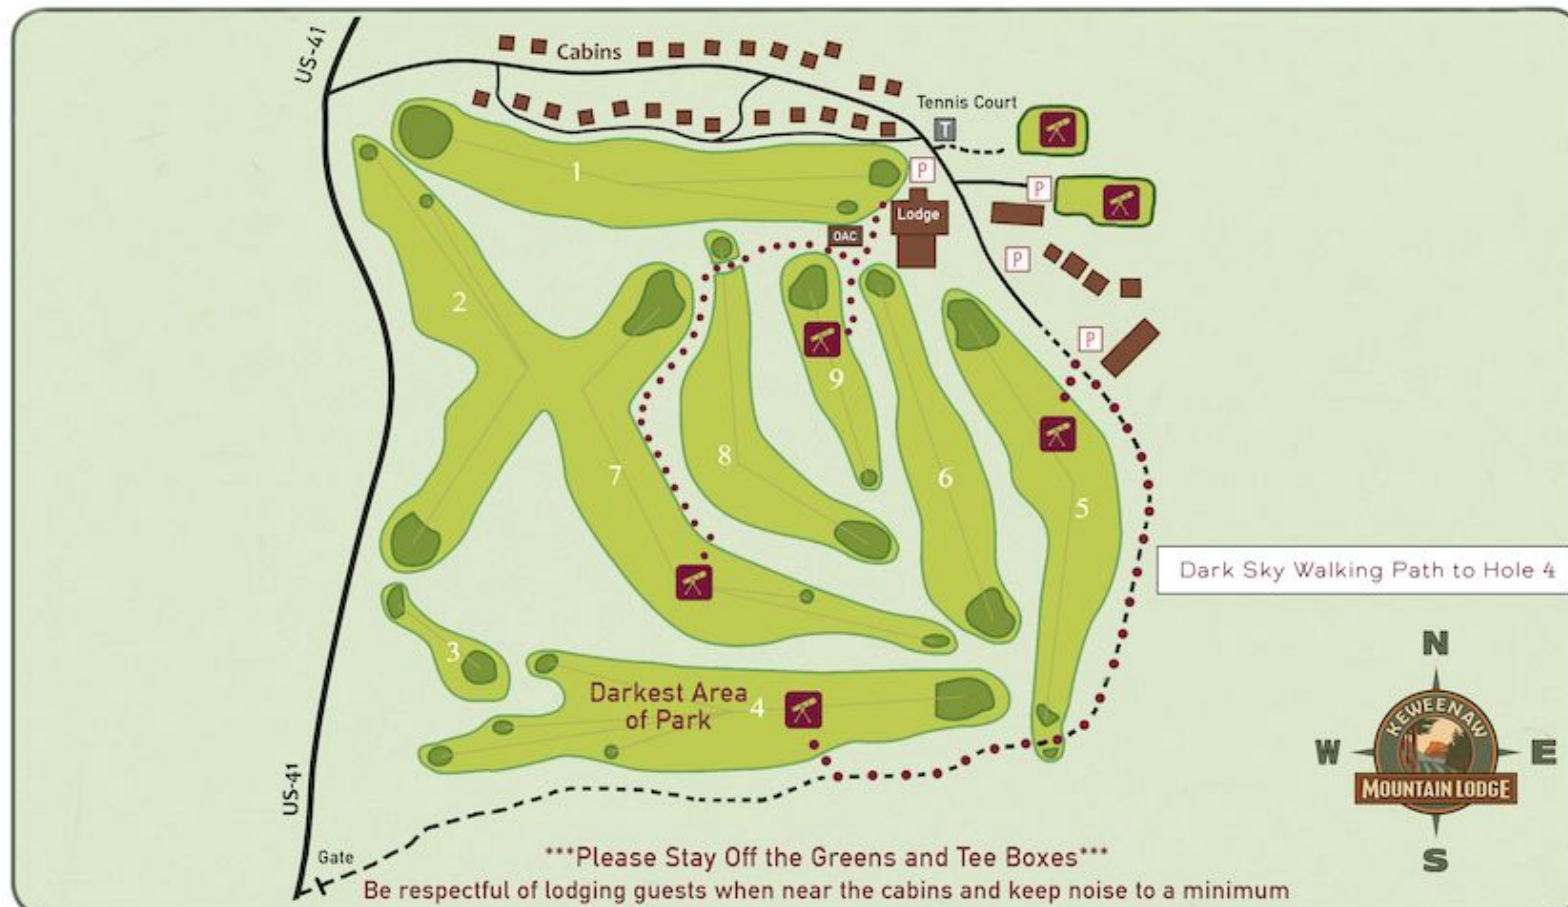 US-41
Cabins
Tennis Court
T
P
1
P
Lodge
OAC
P
2
P
9
8
7
6
5
Dark Sky Walking Path to Hole 4
3
Darkest Area
of Park
4
N
KEWEENAW
W
E
MOUNTAIN LODGE
US-41
S
Gate
***Please Stay Off the Greens and Tee Boxes***
Be respectful of lodging guests when near the cabins and keep noise to a minimum